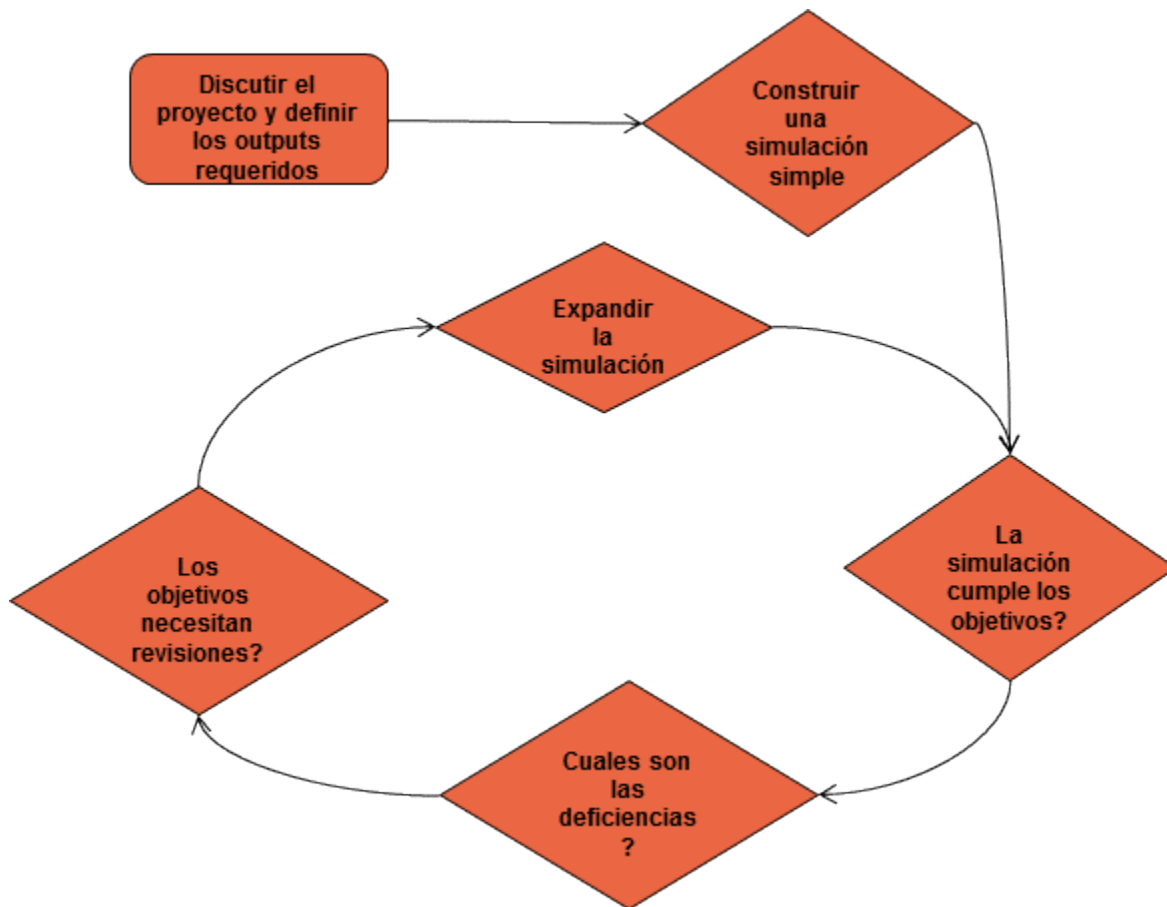 Discutir el
proyecto y definir
los outputs
requeridos
Construir
una
simulación
simple
Expandir
la
simulación
La
simulación
cumple los
objetivos?
Cuales son
las
deficiencias
?
Los
objetivos
necesitan
revisiones?